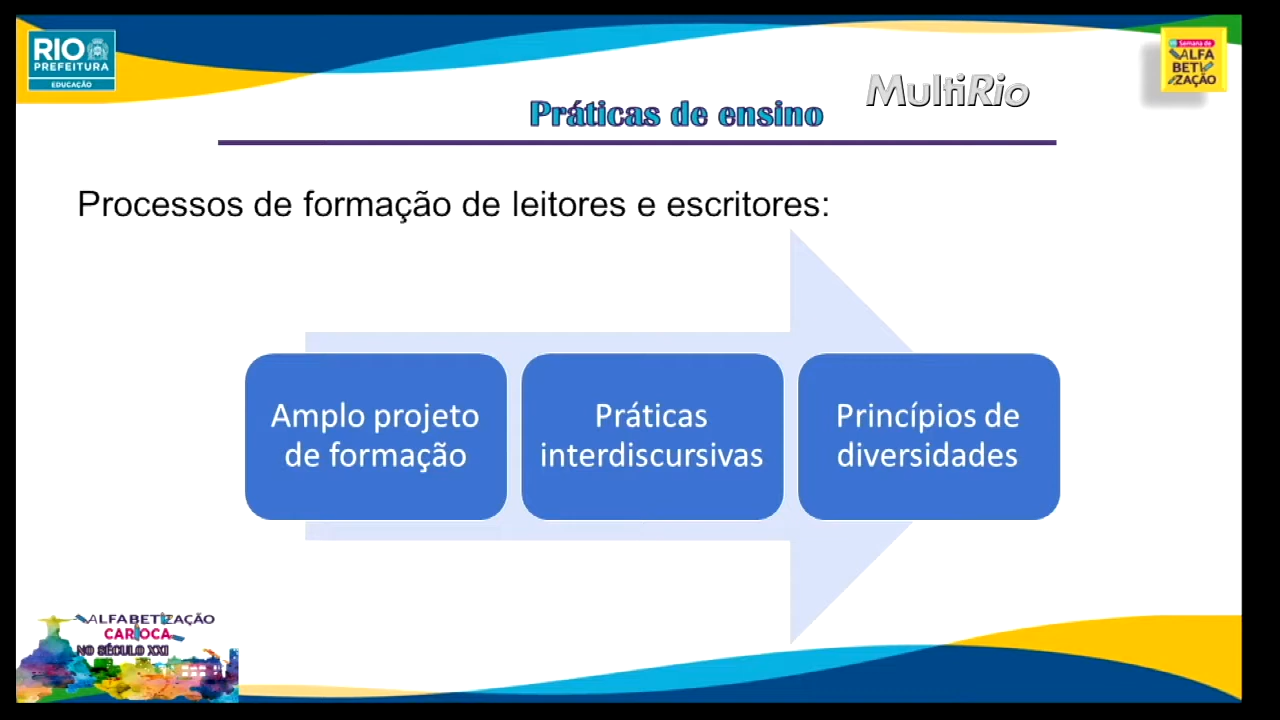 RIO
PREFEITURA
EDUCAÇÃO
Semana de
ALFA
BETI
ZAÇÃO
MultiRio
Práticas de ensino
Processos de formação de leitores e escritores:
Amplo projeto
de formação
Práticas
interdiscursivas
Princípios de
diversidades
ALFABETIZAÇÃO
CARIOCA
NO SÉCULO XXI